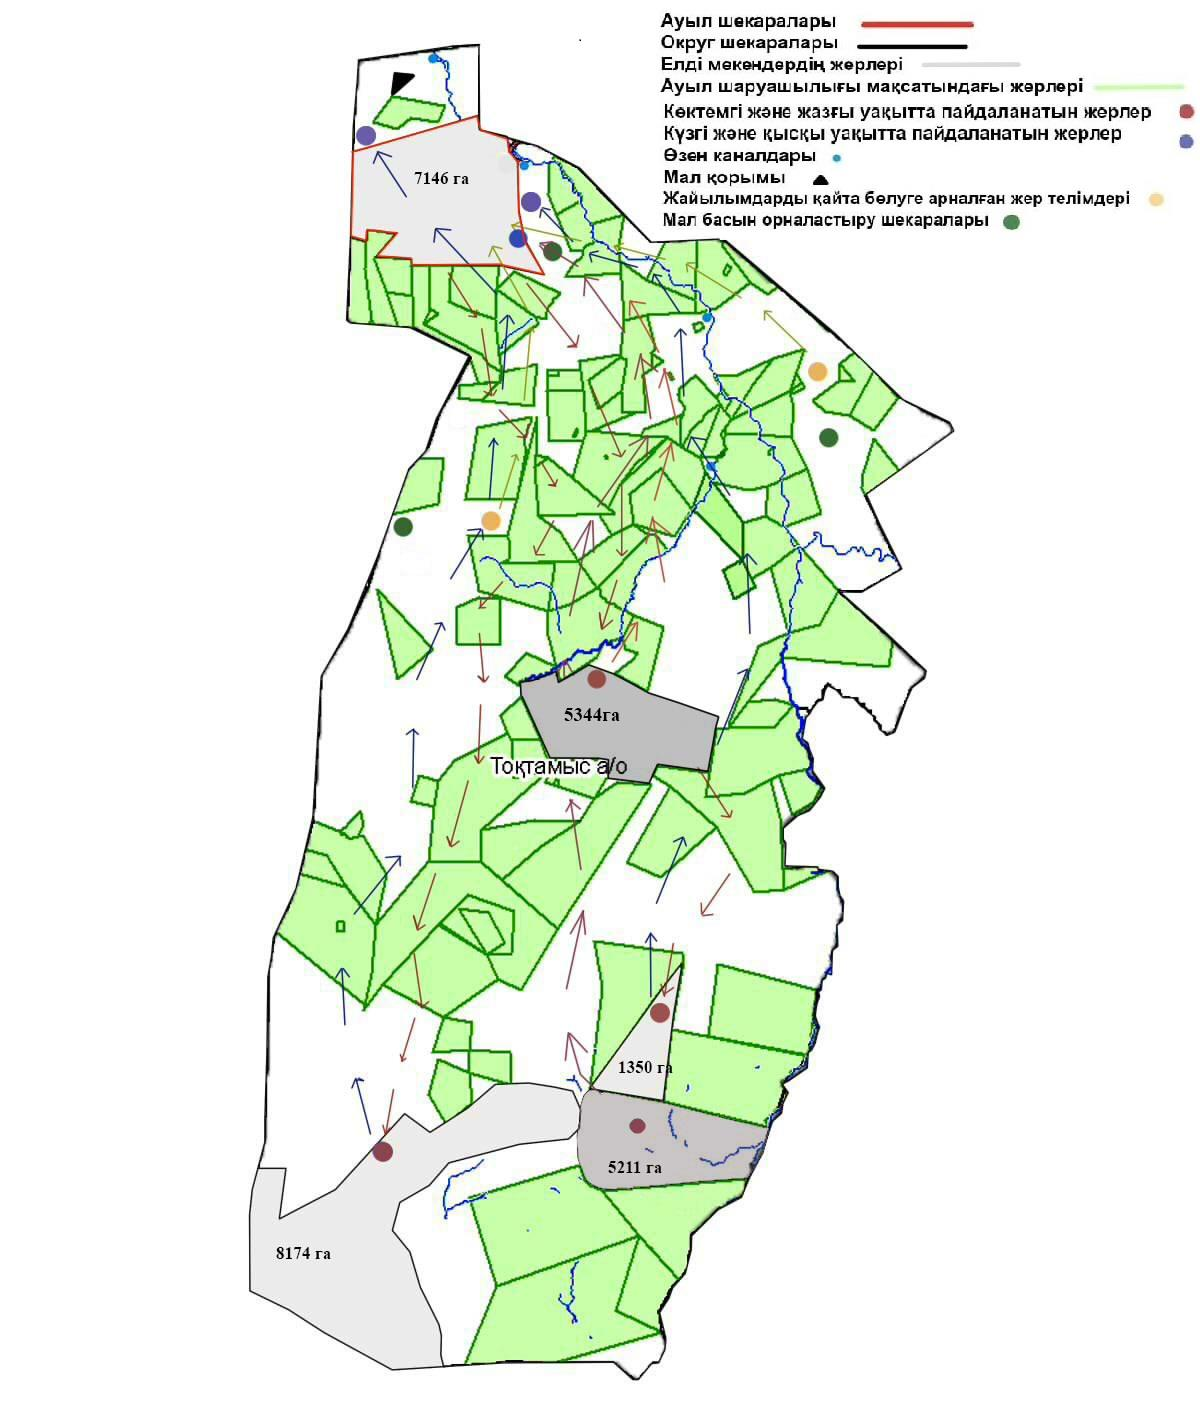 Ауыл шекаралары
Округ шекаралары
Елді мекендердің жерлері
Ауыл шаруашылығы мақсатындағы жерлері
Көктемгі және жазғы уақытта пайдаланатын жерлер
Күзгі және қысқы уақытта пайдаланатын жерлер
Өзен каналдары
Мал қорымы
Жайылымдарды қайта бөлуге арналған жер телімдері
Мал басын орналастыру шекаралары
7146 га
5344га
Тоқтамыс а/о
1350 га
5211 га
8174 га